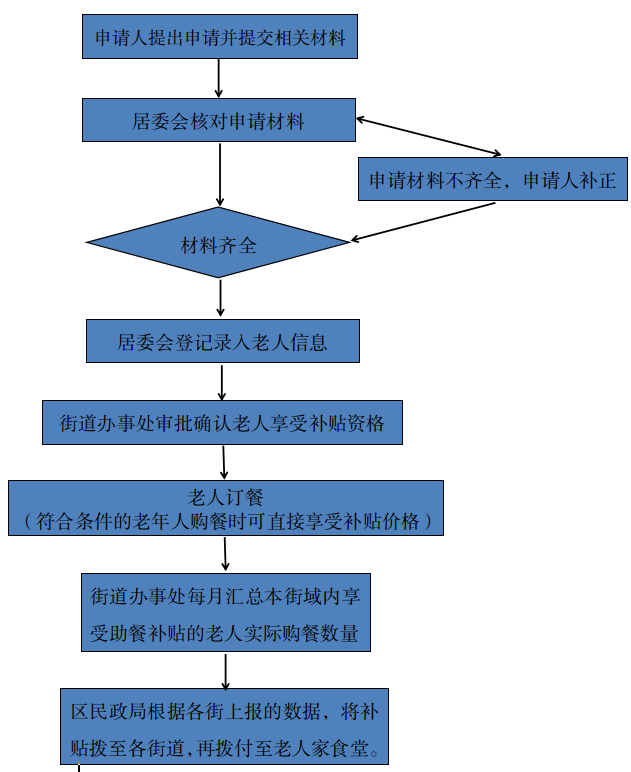 申请人提出申请并提交相关材料
居委会核对申请材料
申请材料不齐全，申请人补正
材料齐全
居委会登记录入老人信息
街道办事处审批确认老人享受补贴资格
老人订餐
（符合条件的老年人购餐时可直接享受补贴价格）
街道办事处每月汇总本街域内享
受助餐补贴的老人实际购餐数量
区民政局根据各街上报的数据，将补
贴拨至各街道，再拨付至老人家食堂。